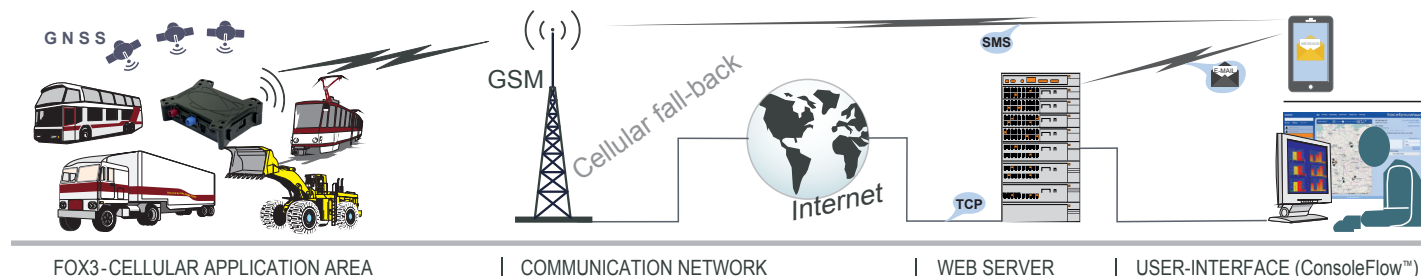 GNSS
GSM
Cellular fall-back
Internet
SMS
TCP
E-MAIL
MESSAGE
FOX3-CELLULAR APPLICATION AREA
COMMUNICATION NETWORK
WEB SERVER
USER-INTERFACE (ConsoleFlow™)